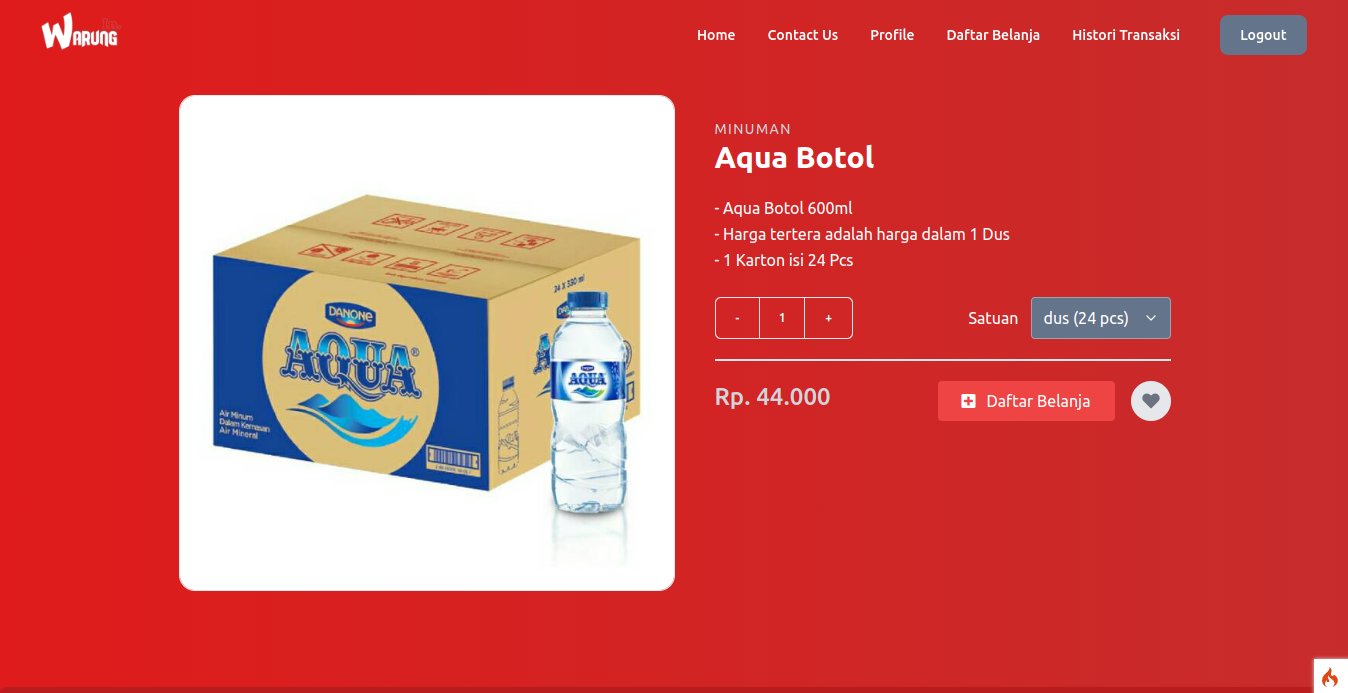 WARUNG
Home
Contact Us
Profile
Daftar Belanja
Histori Transaksi
Logout
MINUMAN
Aqua Botol
- Aqua Botol 600ml
- Harga tertera adalah harga dalam 1 Dus
- 1 Karton isi 24 Pcs
- 1 +
Satuan
dus (24 pcs)
Rp. 44.000
Daftar Belanja
24 x 330 ml
DANONE
AQUA®
Air Minum
Dalam Kemasan
Air Mineral
AQUA